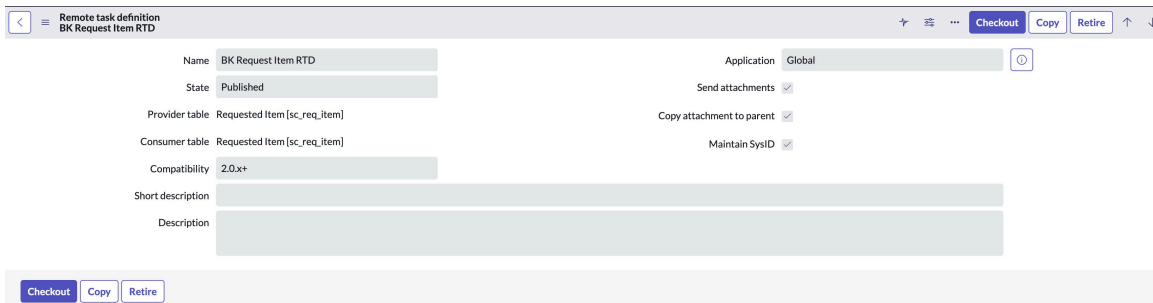 Remote task definition
BK Request Item RTD
Checkout Copy Retire
Name BK Request Item RTD
Application Global
State Published
Send attachments
Provider table Requested Item [sc_req_item]
Copy attachment to parent
Consumer table Requested Item [sc_req_item]
Maintain SysID
Compatibility 2.0.x+
Short description
Description
Checkout Copy Retire